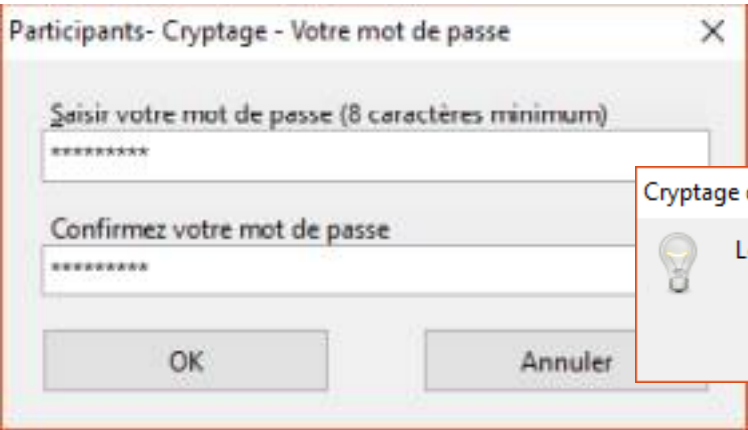 Participants- Cryptage - Votre mot de passe
Saisir votre mot de passe (8 caractères minimum)
*********
Confirmez votre mot de passe
*********
OK
Annuler
Cryptage